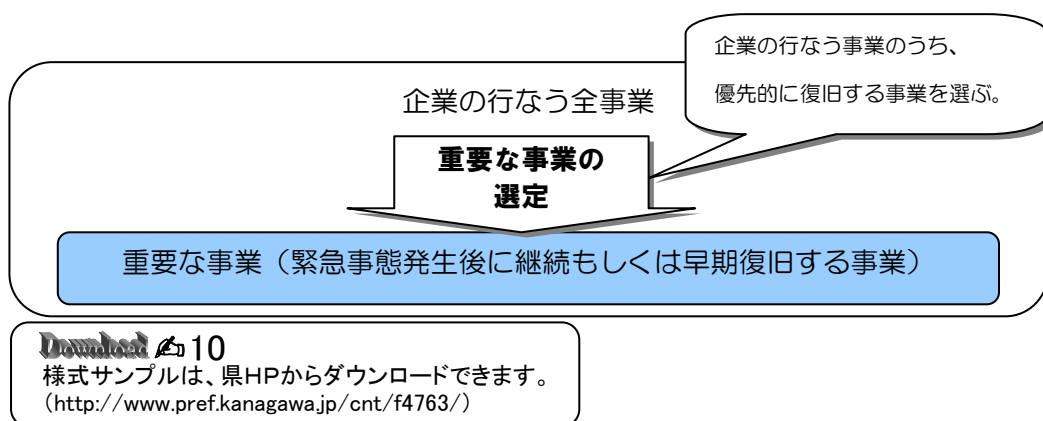 企業の行なう事業のうち、
優先的に復旧する事業を選ぶ。
企業の行なう全事業
重要な事業の
選定
重要な事業（緊急事態発生後に継続もしくは早期復旧する事業）
Download ✍10
様式サンプルは、県HPからダウンロードできます。
（http://www.pref.kanagawa.jp/cnt/f4763/）